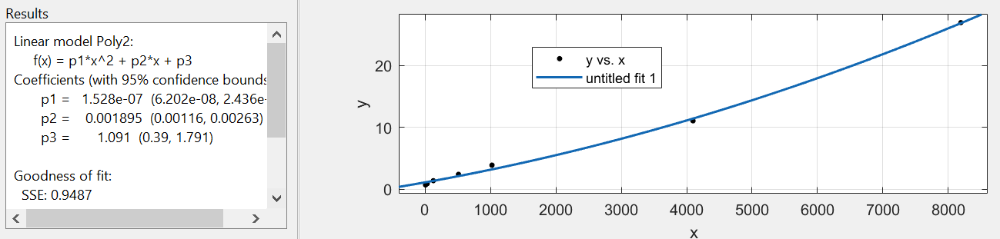 Results
Linear model Poly2:
f(x) = p1*x^2 + p2*x + p3
Coefficients (with 95% confidence bounds
p1 = 1.528e-07 (6.202e-08, 2.436e-
p2 = 0.001895 (0.00116, 0.00263)
p3 = 1.091 (0.39, 1.791)
Goodness of fit:
SSE: 0.9487
y vs. x
untitled fit 1
20
10
0
y
0 1000 2000 3000 4000 5000 6000 7000 8000
x